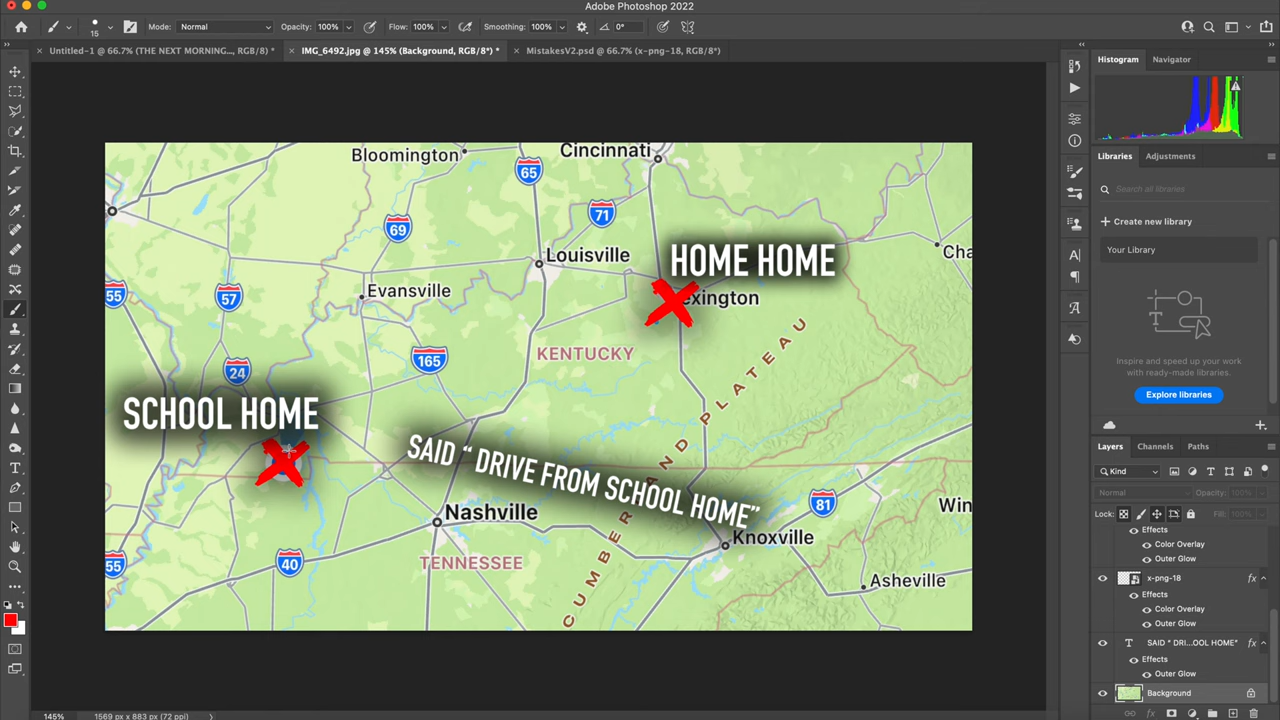 Adobe Photoshop 2022
15
Mode: Normal
Opacity: 100%
Flow: 100%
Smoothing: 100%
0°
× Untitled-1 @ 66.7% (THE NEXT MORNING..., RGB/8*) *
× IMG_6492.jpg @ 145% (Background, RGB/8*) *
× MistakesV2.psd @ 66.7% (x-png-18, RGB/8*)
Histogram
Navigator
Libraries
Adjustments
Search all libraries
+ Create new library
Your Library
Inspire and speed up your work
with ready-made libraries.
Explore libraries
Layers
Channels
Paths
Kind
Normal
Opacity: 100%
Lock:
Fill: 100%
Effects
Color Overlay
Outer Glow
x-png-18
fx
Effects
Color Overlay
Outer Glow
T
SAID “ DRI...OOL HOME”
fx
Effects
Outer Glow
Background
fx
Bloomington
Cincinnati
65
71
69
Louisville
HOME HOME
Cha
55
57
Evansville
exington
165
KENTUCKY
24
SCHOOL HOME
SAID “ DRIVE FROM SCHOOL HOME”
CUMBER
A
ND PLATEAU
81
Nashville
Win
Knoxville
55
40
TENNESSEE
Asheville
145%
1569 px x 883 px (72 ppi)